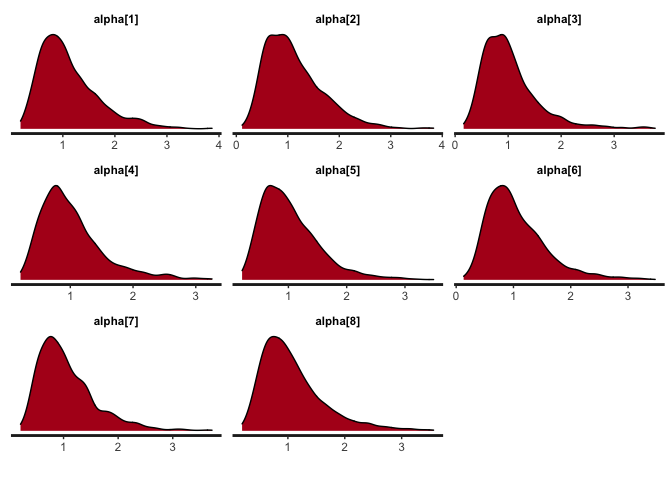 alpha[1] alpha[2] alpha[3]
1 2 3 4 0 1 2 3 4 0 1 2 3
alpha[4] alpha[5] alpha[6]
1 2 3 1 2 3 0 1 2 3
alpha[7] alpha[8]
1 2 3 1 2 3